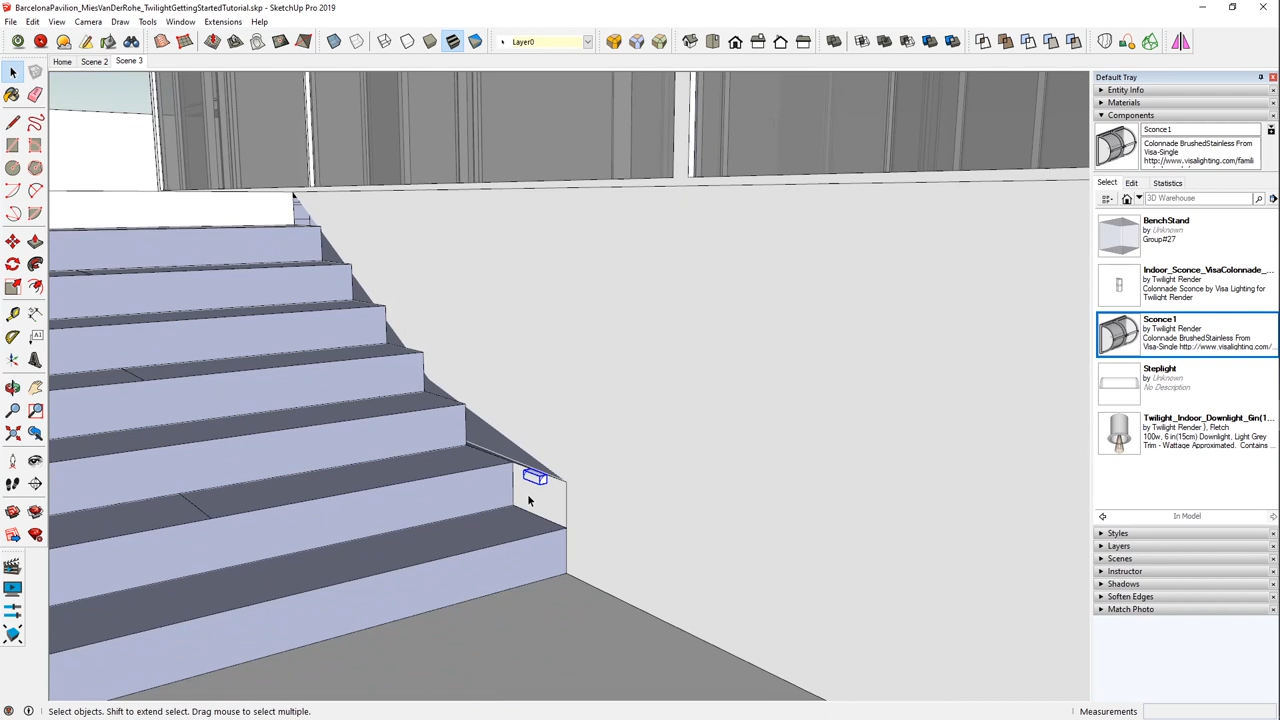 BarcelonaPavilion_MiesVanDerRohe_TwilightGettingStartedTutorial.skp - SketchUp Pro 2019
File Edit View Camera Draw Tools Window Extensions Help
Layer0
Home Scene 2 Scene 3
Default Tray
Entity Info
Materials
Components
Sconce1
Colonnade BrushedStainless From
Visa-Single
http://www.visalighting.com/famili
Select Edit Statistics
3D Warehouse
BenchStand
by Unknown
Group#27
Indoor_Sconce_VisaColonnade_...
by Twilight Render
Colonnade Sconce by Visa Lighting for
Twilight Render
Sconce1
by Twilight Render
Colonnade BrushedStainless From
Visa-Single http://www.visalighting.com/...
Steplight
by Unknown
No Description
Twilight_Indoor_Downlight_6in(1...
by Twilight Render }, Fletch
100w, 6 in(15cm) Downlight, Light Grey
Trim - Wattage Approximated. Contains ...
In Model
Styles
Layers
Scenes
Instructor
Shadows
Soften Edges
Match Photo
Select objects. Shift to extend select. Drag mouse to select multiple.
Measurements